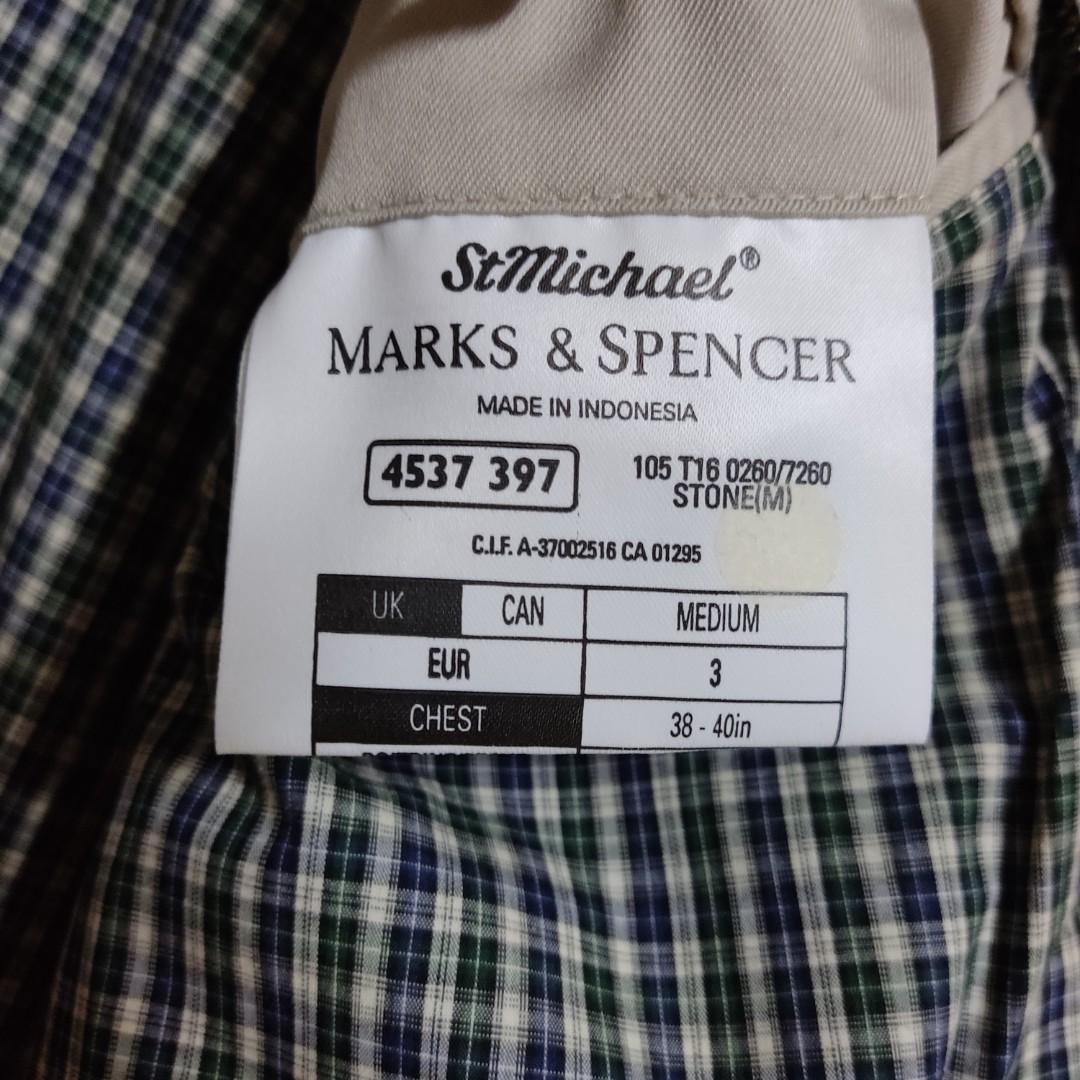 StMichael®
MARKS & SPENCER
MADE IN INDONESIA
4537 397
105 T16 0260/7260
STONE(M)
C.I.F. A-37002516 CA 01295
UK CAN MEDIUM
EUR 3
CHEST 38 - 40in